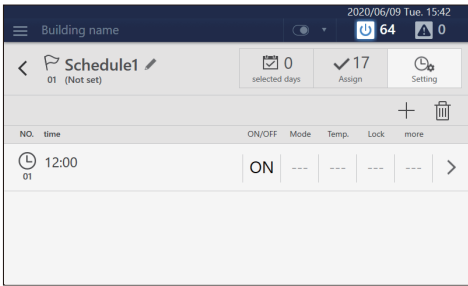 2020/06/09 Tue. 15:42
Building name 64 0
Schedule1 0 17
01 (Not set) selected days Assign Setting
NO. time ON/OFF Mode Temp. Lock more
12:00 ON --- --- --- ---
01